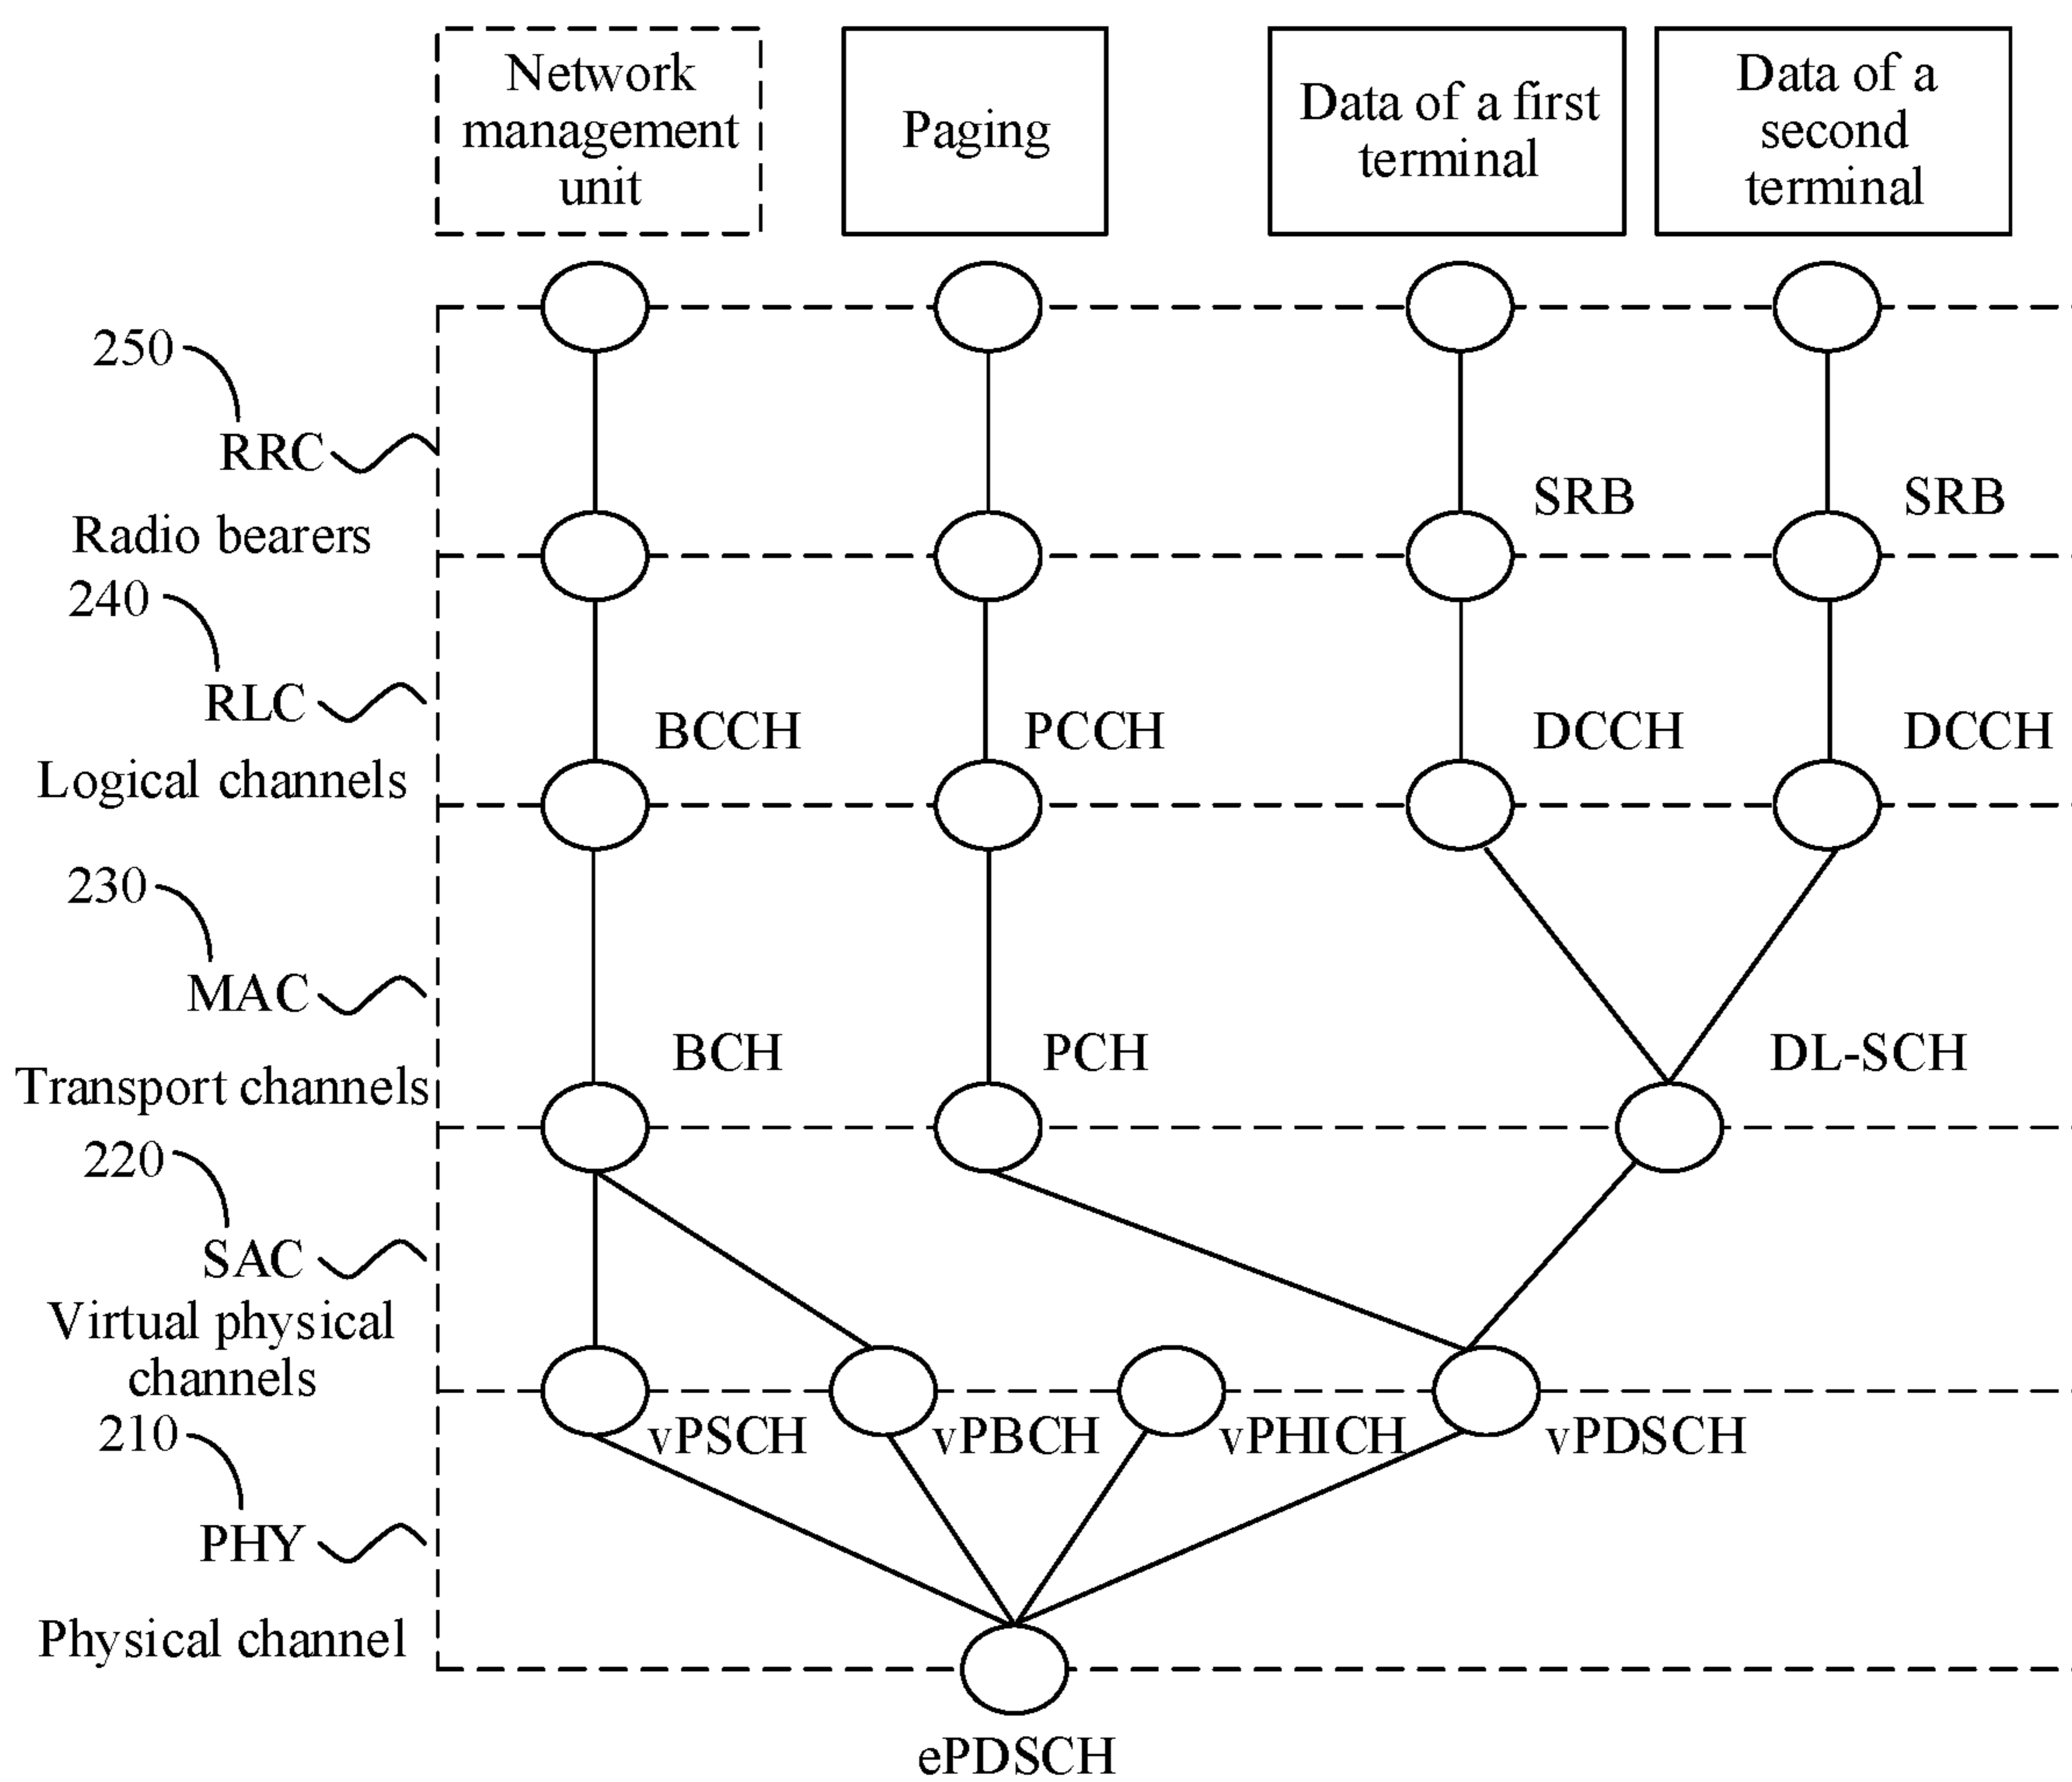 Network
management
unit
Paging
Data of a first
terminal
Data of a
second
terminal
250
RRC
SRB
SRB
Radio bearers
240
RLC
BCCH
PCCH
DCCH
DCCH
Logical channels
230
MAC
BCH
PCH
DL-SCH
Transport channels
220
SAC
Virtual physical
channels
vPSCH
vPBCH
vPHICH
vPDSCH
210
PHY
Physical channel
ePDSCH